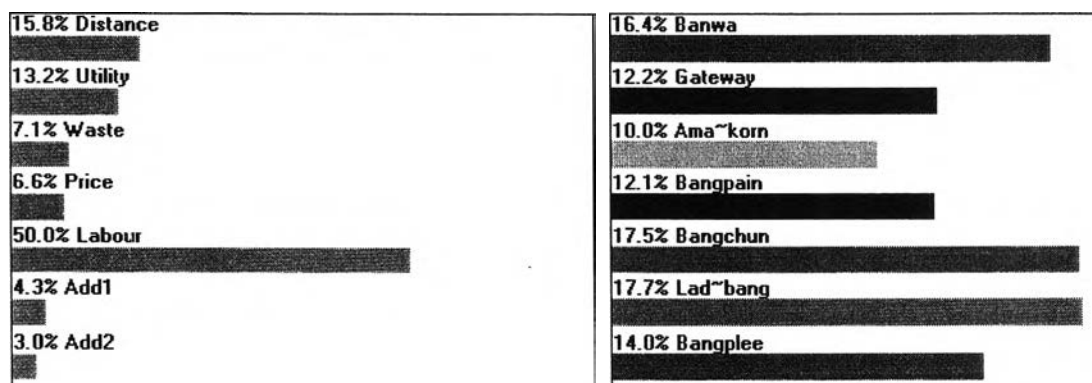 15.8% Distance
13.2% Utility
7.1% Waste
6.6% Price
50.0% Labour
4.3% Add1
3.0% Add2
16.4% Banwa
12.2% Gateway
10.0% Ama~korn
12.1% Bangpain
17.5% Bangchun
17.7% Lad~bang
14.0% Bangplee